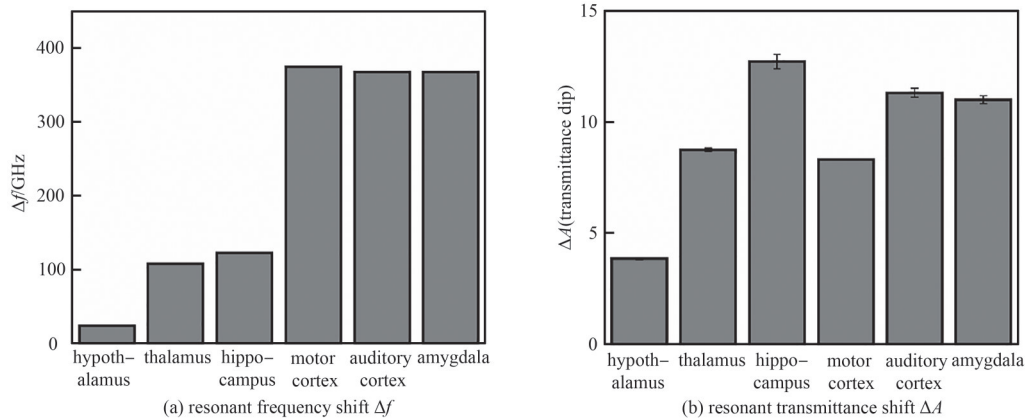 400
300
200
100
0
Δf/GHz
hypoth−
alamus
thalamus
hippo−
campus
motor
cortex
auditory
cortex
amygdala
(a) resonant frequency shift Δf
15
10
5
0
ΔA(transmittance dip)
hypoth−
alamus
thalamus
hippo−
campus
motor
cortex
auditory
cortex
amygdala
(b) resonant transmittance shift ΔA